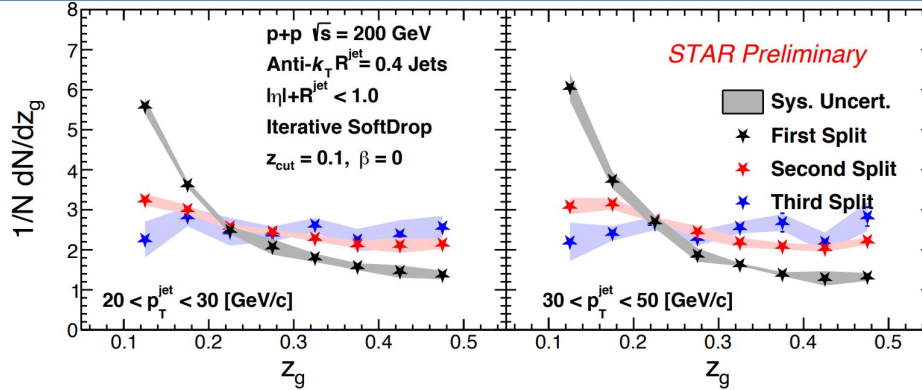 1/N dN/dz_g
8
7
6
5
4
3
2
1
0
p+p √s = 200 GeV
Anti-k_T R^jet = 0.4 Jets
|η|+R^jet < 1.0
Iterative SoftDrop
z_cut = 0.1, β = 0
20 < p_T^jet < 30 [GeV/c]
0.1 0.2 0.3 0.4 0.5
z_g
STAR Preliminary
Sys. Uncert.
First Split
Second Split
Third Split
30 < p_T^jet < 50 [GeV/c]
0.1 0.2 0.3 0.4 0.5
z_g